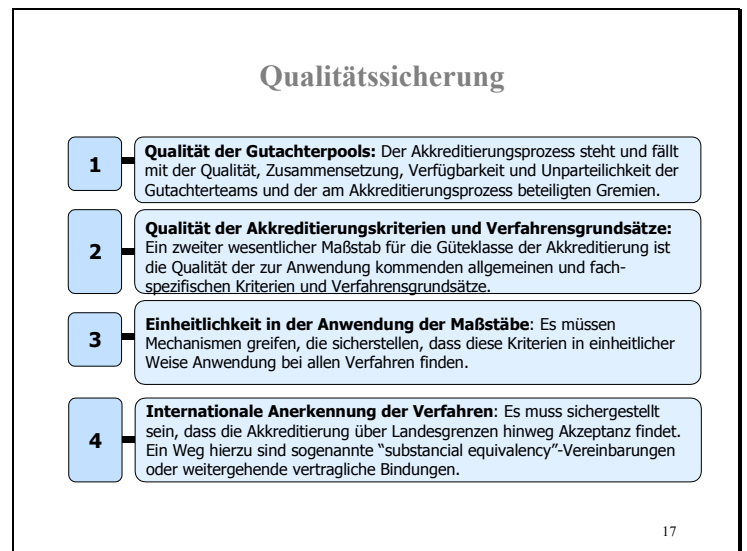 Qualitätssicherung
1
Qualität der Gutachterpools: Der Akkreditierungsprozess steht und fällt
mit der Qualität, Zusammensetzung, Verfügbarkeit und Unparteilichkeit der
Gutachterteams und der am Akkreditierungsprozess beteiligten Gremien.
2
Qualität der Akkreditierungskriterien und Verfahrensgrundsätze:
Ein zweiter wesentlicher Maßstab für die Güteklasse der Akkreditierung ist
die Qualität der zur Anwendung kommenden allgemeinen und fach-
spezifischen Kriterien und Verfahrensgrundsätze.
3
Einheitlichkeit in der Anwendung der Maßstäbe: Es müssen
Mechanismen greifen, die sicherstellen, dass diese Kriterien in einheitlicher
Weise Anwendung bei allen Verfahren finden.
4
Internationale Anerkennung der Verfahren: Es muss sichergestellt
sein, dass die Akkreditierung über Landesgrenzen hinweg Akzeptanz findet.
Ein Weg hierzu sind sogenannte “substancial equivalency”-Vereinbarungen
oder weitergehende vertragliche Bindungen.
17